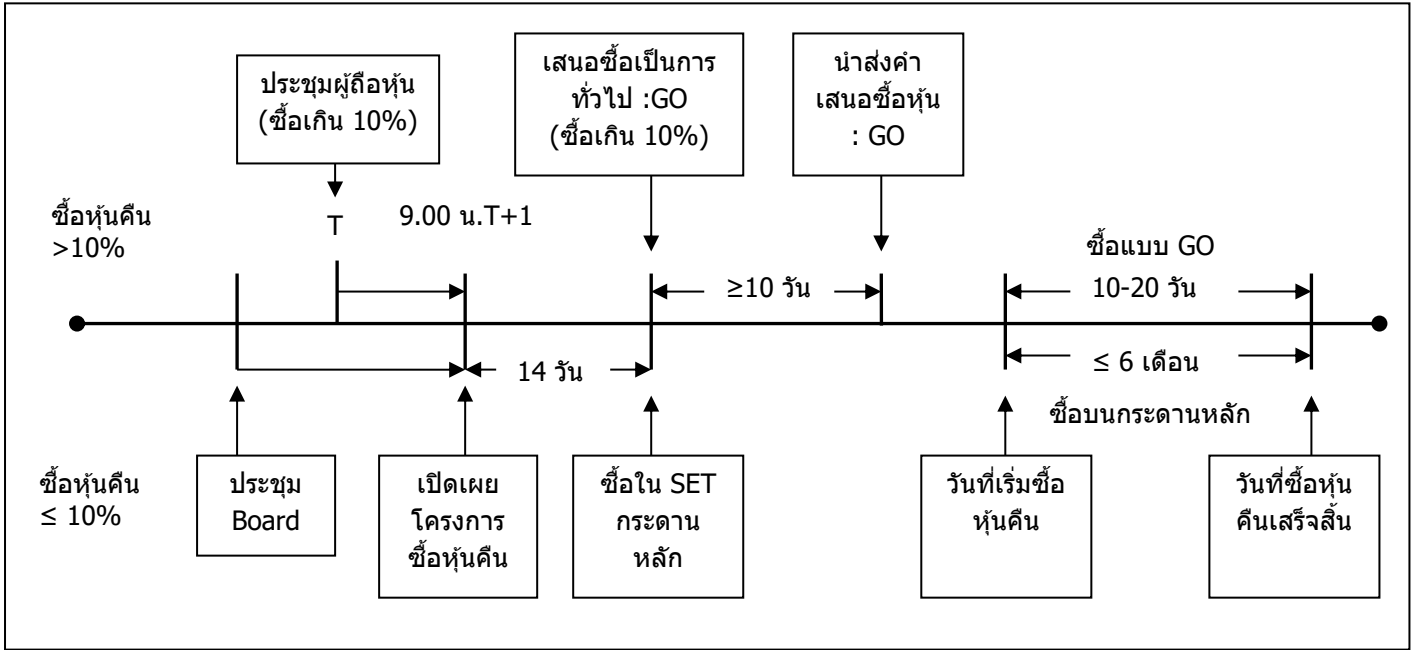 ประชุมผู้ถือหุ้น
(ซื้อเกิน 10%)
เสนอซื้อเป็นการ
ทั่วไป :GO
(ซื้อเกิน 10%)
นำส่งคำ
เสนอซื้อหุ้น
: GO
ซื้อหุ้นคืน
>10%
T
9.00 น.T+1
≥10 วัน
ซื้อแบบ GO
10-20 วัน
14 วัน
≤ 6 เดือน
ซื้อบนกระดานหลัก
ซื้อหุ้นคืน
≤ 10%
ประชุม
Board
เปิดเผย
โครงการ
ซื้อหุ้นคืน
ซื้อใน SET
กระดาน
หลัก
วันที่เริ่มซื้อ
หุ้นคืน
วันที่ซื้อหุ้น
คืนเสร็จสิ้น